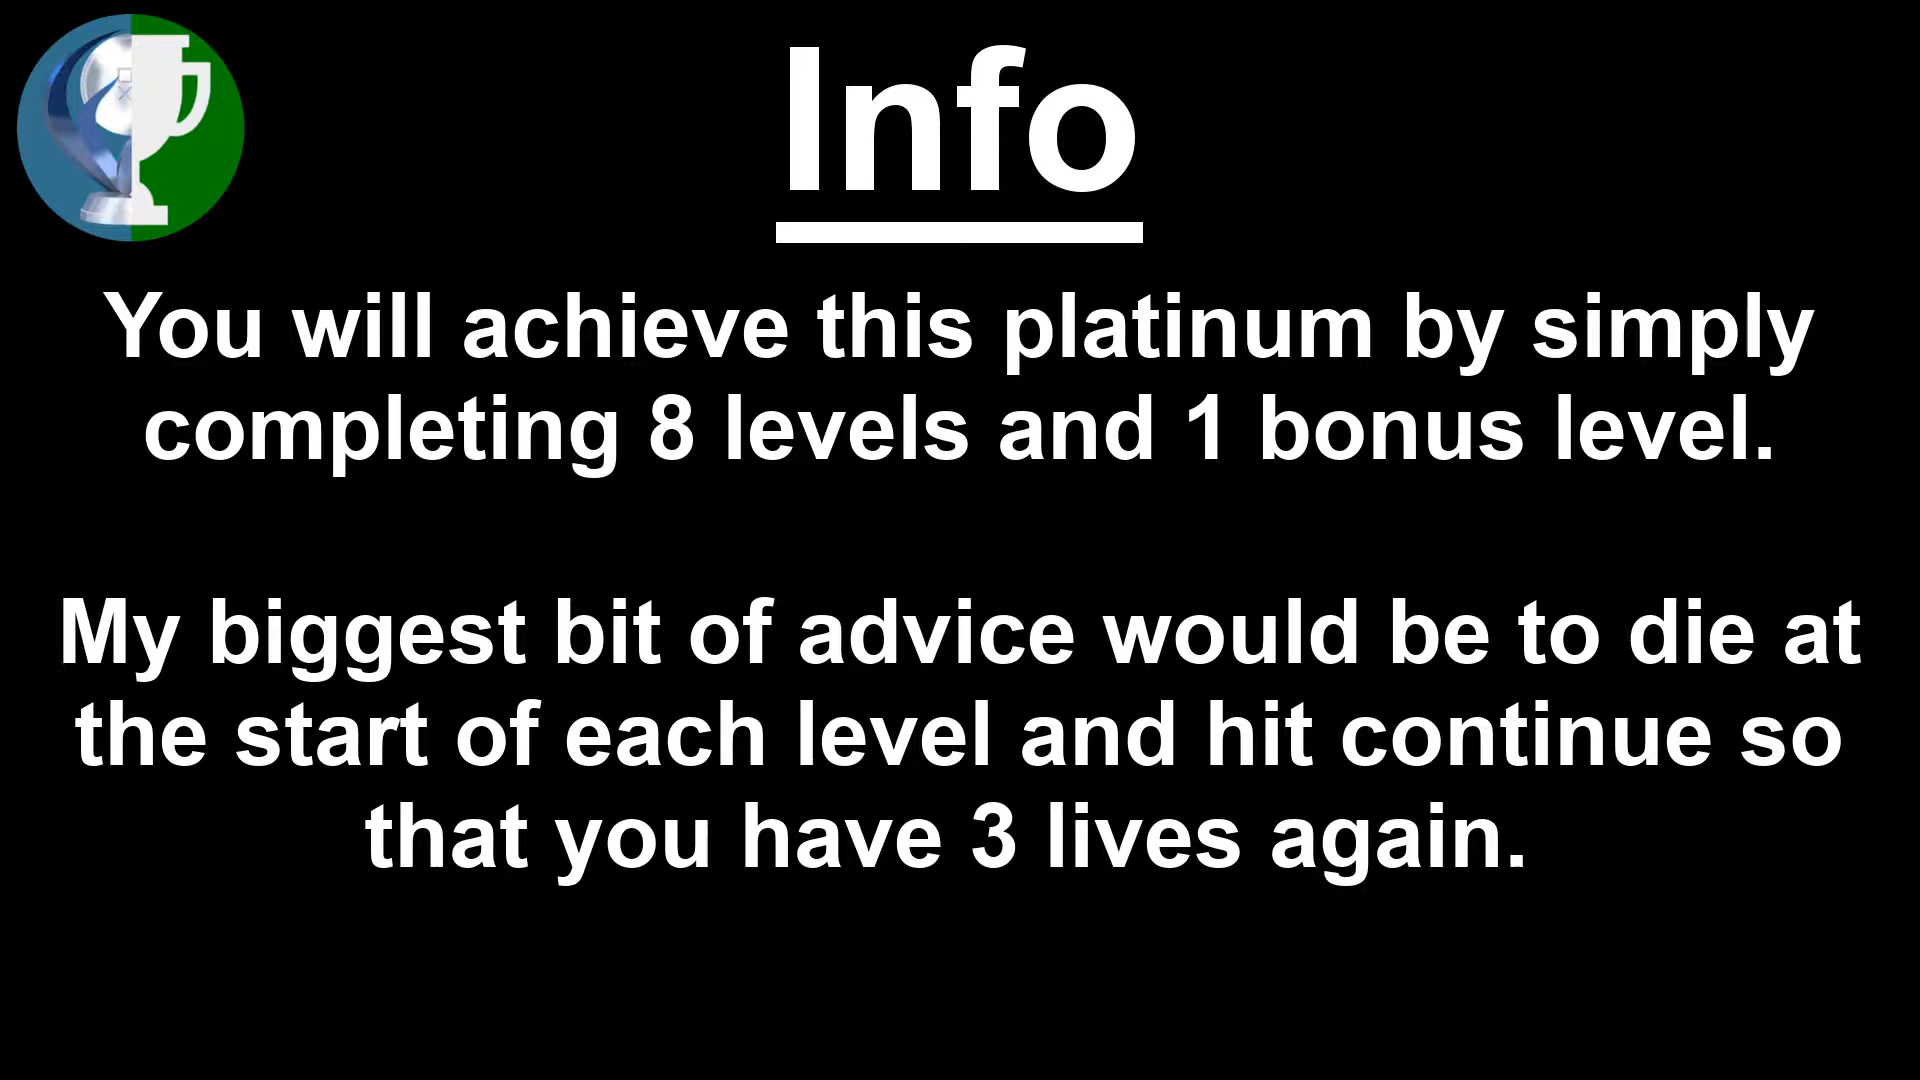 Info
You will achieve this platinum by simply
completing 8 levels and 1 bonus level.
My biggest bit of advice would be to die at
the start of each level and hit continue so
that you have 3 lives again.